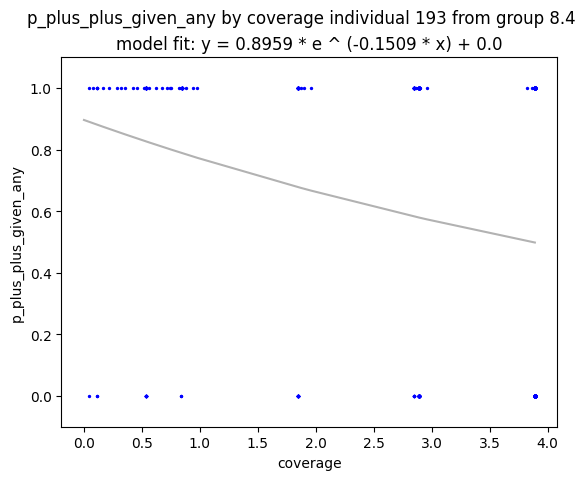 p_plus_plus_given_any by coverage individual 193 from group 8.4
model fit: y = 0.8959 * e ^ (-0.1509 * x) + 0.0
1.0
0.8
0.6
0.4
0.2
0.0
p_plus_plus_given_any
0.0 0.5 1.0 1.5 2.0 2.5 3.0 3.5 4.0
coverage